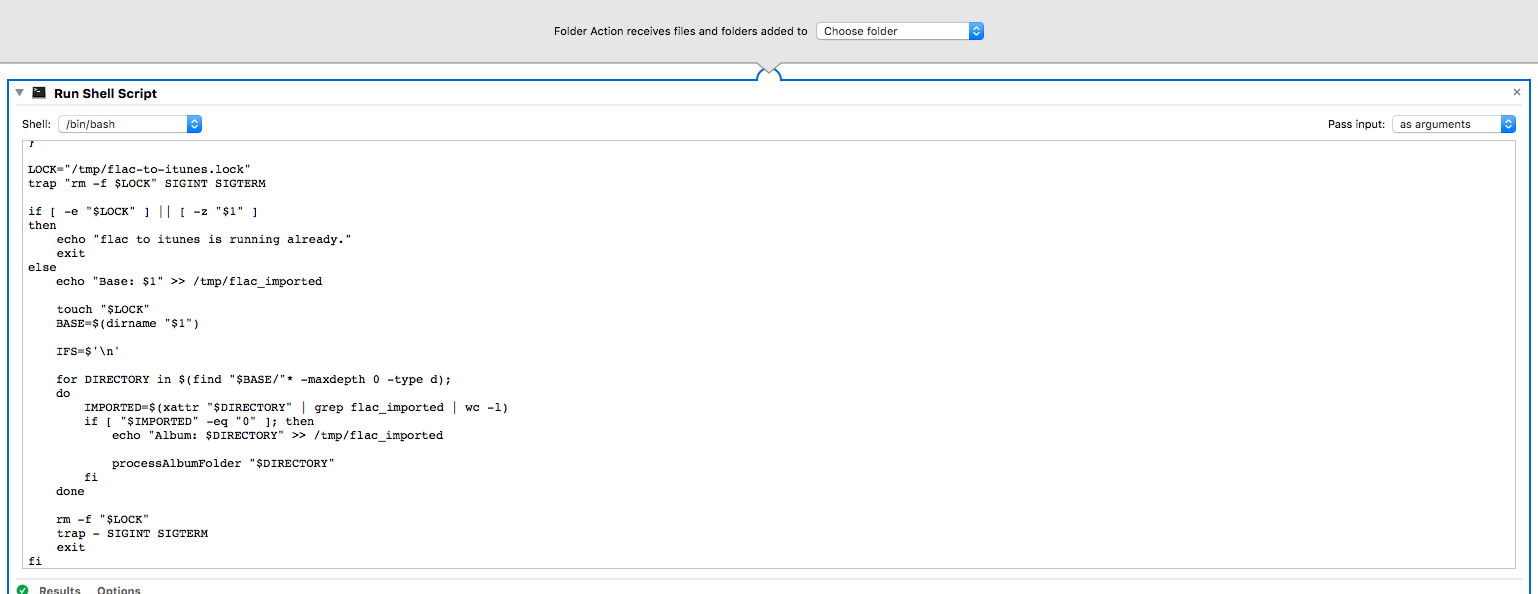 Folder Action receives files and folders added to Choose folder
Run Shell Script
Shell: /bin/bash Pass input: as arguments
}
LOCK="/tmp/flac-to-itunes.lock"
trap "rm -f $LOCK" SIGINT SIGTERM
if [ -e "$LOCK" ] || [ -z "$1" ]
then
    echo "flac to itunes is running already."
    exit
else
    echo "Base: $1" >> /tmp/flac_imported
    touch "$LOCK"
    BASE=$(dirname "$1")
    IFS=$'\n'
    for DIRECTORY in $(find "$BASE/"* -maxdepth 0 -type d);
    do
        IMPORTED=$(xattr "$DIRECTORY" | grep flac_imported | wc -l)
        if [ "$IMPORTED" -eq "0" ]; then
            echo "Album: $DIRECTORY" >> /tmp/flac_imported
            processAlbumFolder "$DIRECTORY"
        fi
    done
    rm -f "$LOCK"
    trap - SIGINT SIGTERM
    exit
fi
Results Options